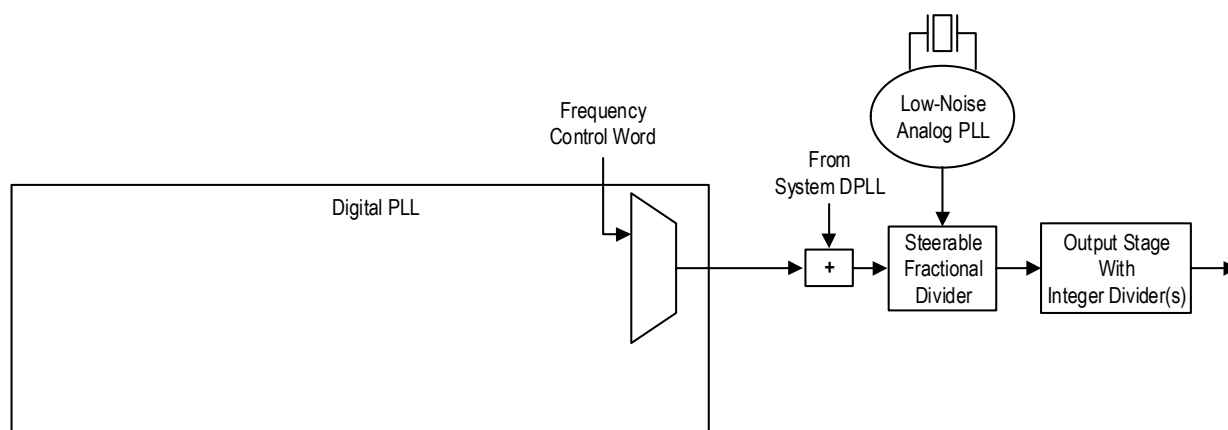 Low-Noise
Analog PLL
Frequency
Control Word
From
System DPLL
Digital PLL
+
Steerable
Fractional
Divider
Output Stage
With
Integer Divider(s)